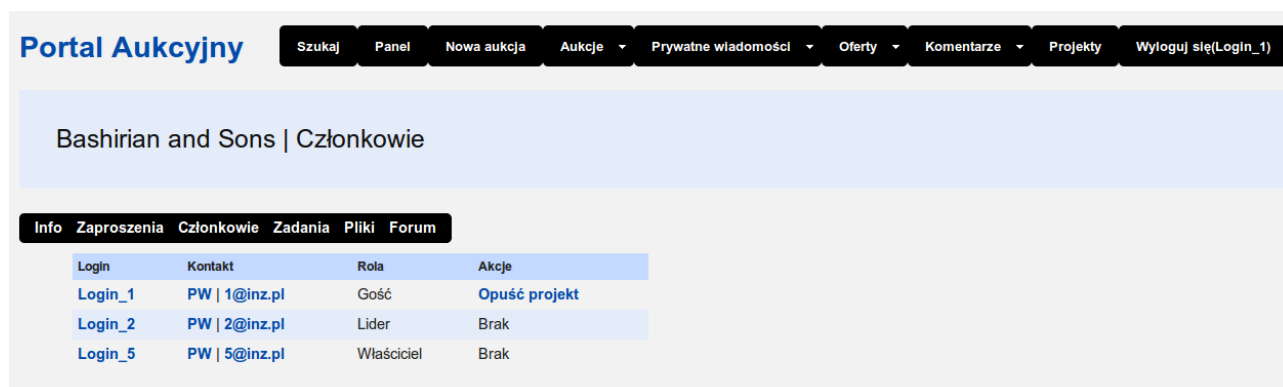 Portal Aukcyjny Szukaj Panel Nowa aukcja Aukcje Prywatne wiadomości Oferty Komentarze Projekty Wyloguj się(Login_1)
Bashirian and Sons | Członkowie
Info Zaproszenia Członkowie Zadania Pliki Forum
Login Kontakt Rola Akcje
Login_1 PW | 1@inz.pl Gość Opuść projekt
Login_2 PW | 2@inz.pl Lider Brak
Login_5 PW | 5@inz.pl Właściciel Brak